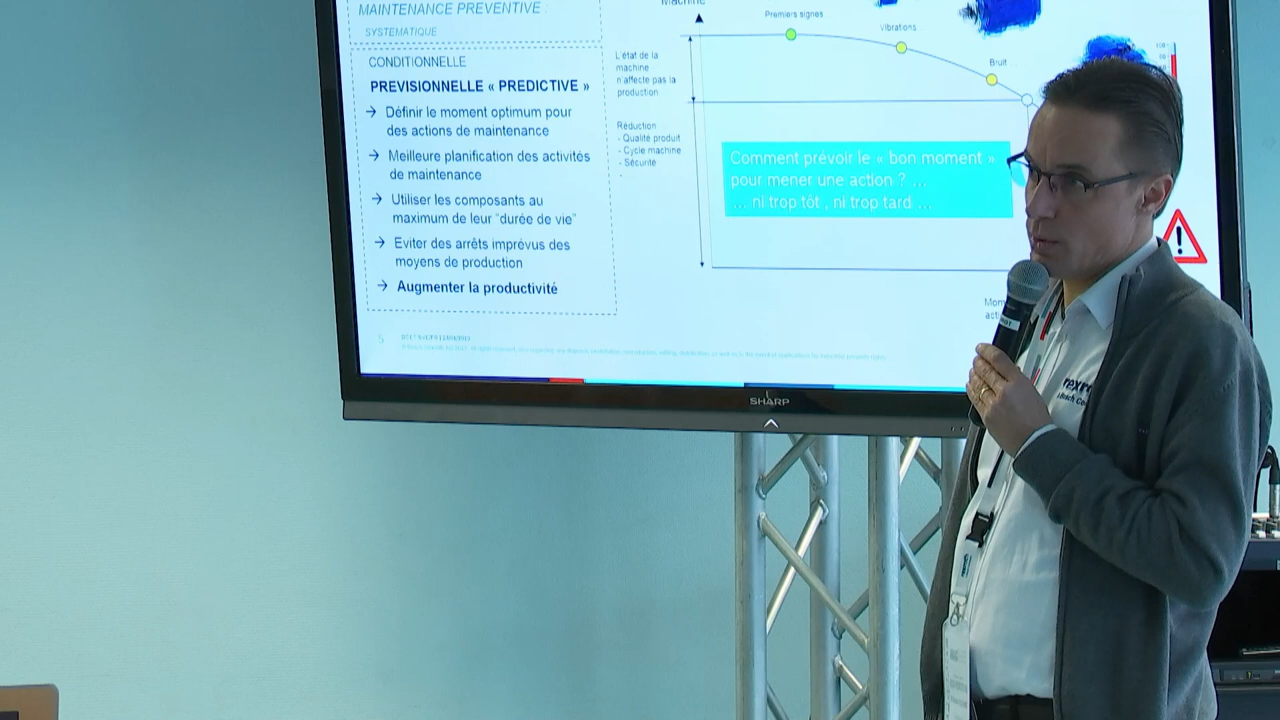 MAINTENANCE PREVENTIVE :
SYSTEMATIQUE
CONDITIONNELLE
PREVISIONNELLE « PREDICTIVE »
→ Définir le moment optimum pour
des actions de maintenance
→ Meilleure planification des activités
de maintenance
→ Utiliser les composants au
maximum de leur "durée de vie"
→ Eviter des arrêts imprévus des
moyens de production
→ Augmenter la productivité
Machine
Premiers signes
Vibrations
Bruit ...
L'état de la
machine
n'affecte pas la
production
Réduction
- Qualité produit
- Cycle machine
- Sécurité
-
Comment prévoir le « bon moment »
pour mener une action ? ...
... ni trop tôt , ni trop tard ...
5
SHARP
rexr
A Bosch Co